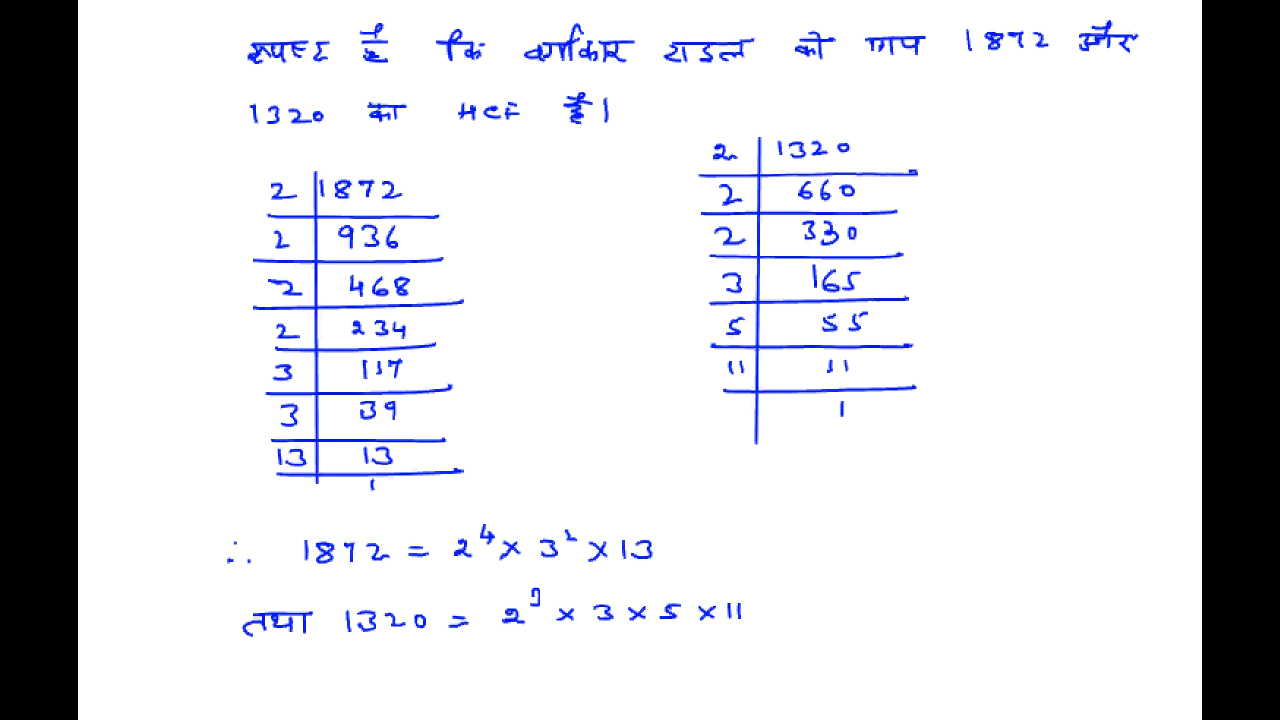 स्पष्ट है कि वर्गाकार टाइल की माप 1872 और
1320 का HCF है।
2 | 1872
2 | 936
2 | 468
2 | 234
3 | 117
3 | 39
13 | 13
1
2 | 1320
2 | 660
2 | 330
3 | 165
5 | 55
11 | 11
1
∴ 1872 = 2⁴ × 3² × 13
तथा 1320 = 2³ × 3 × 5 × 11